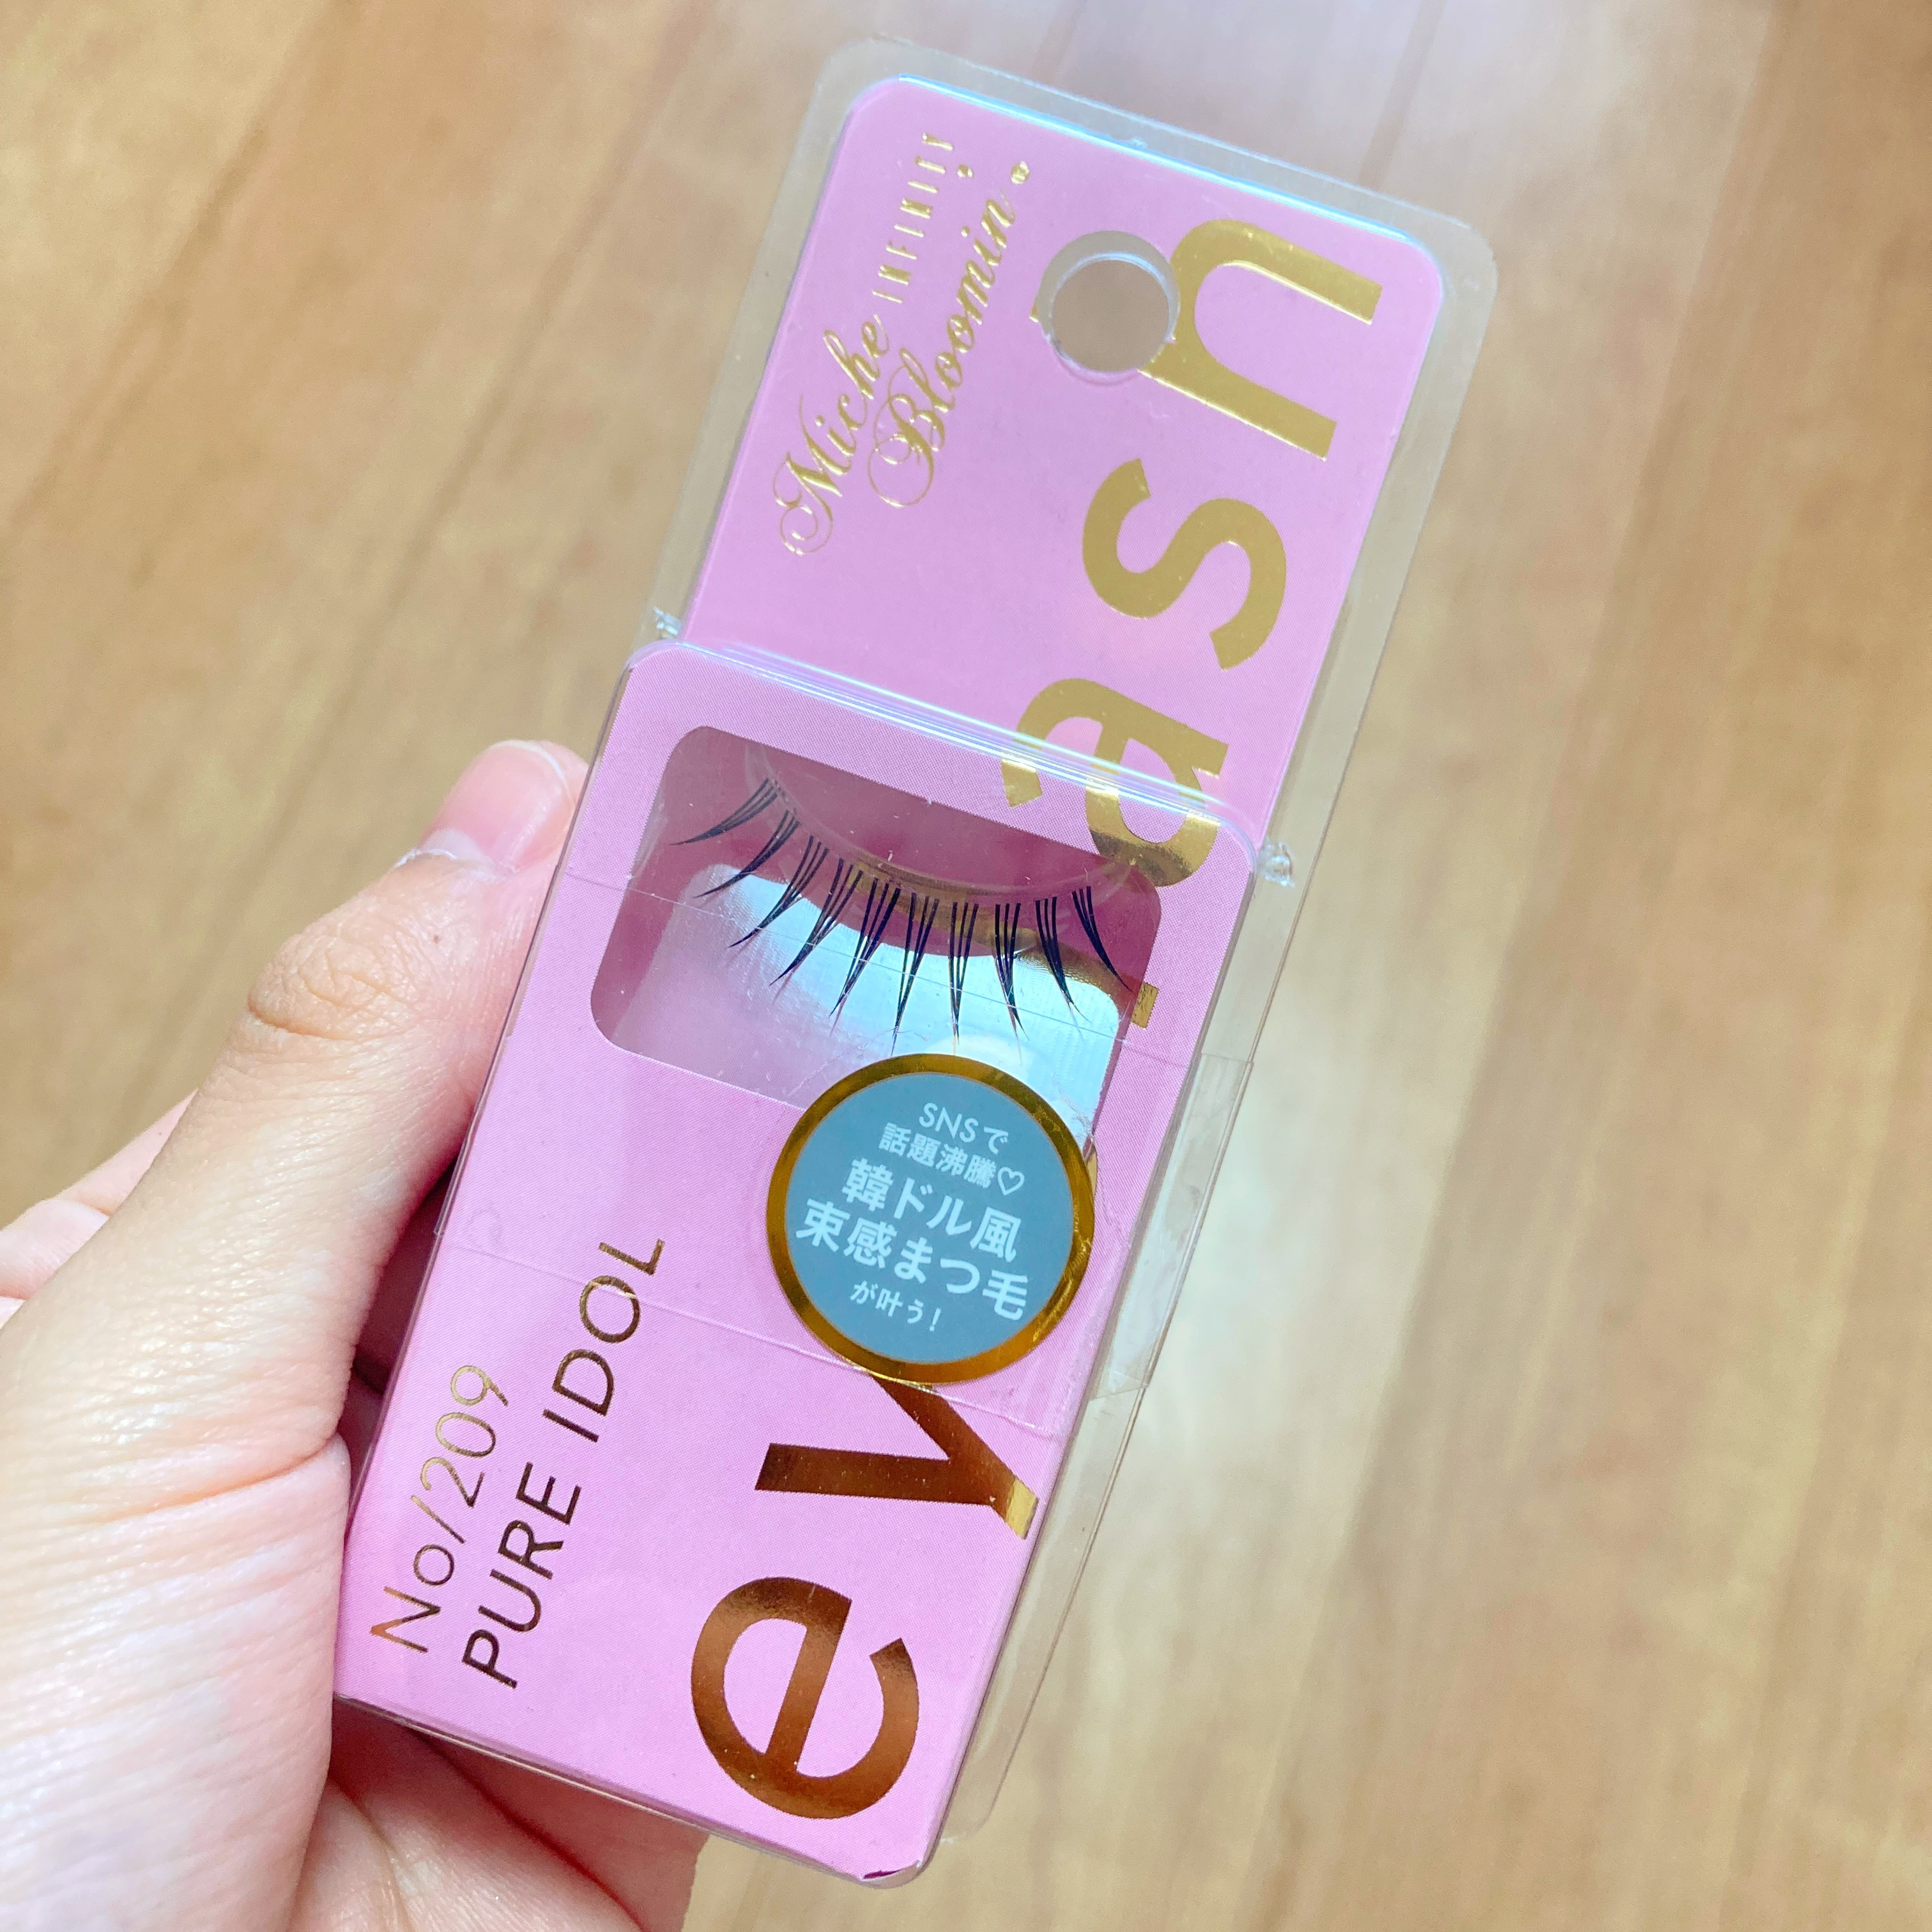 Miche
Bloomin'
eyelash
SNSで
話題沸騰♡
韓ドル風
束感まつ毛
が叶う!
No/209
PURE IDOL